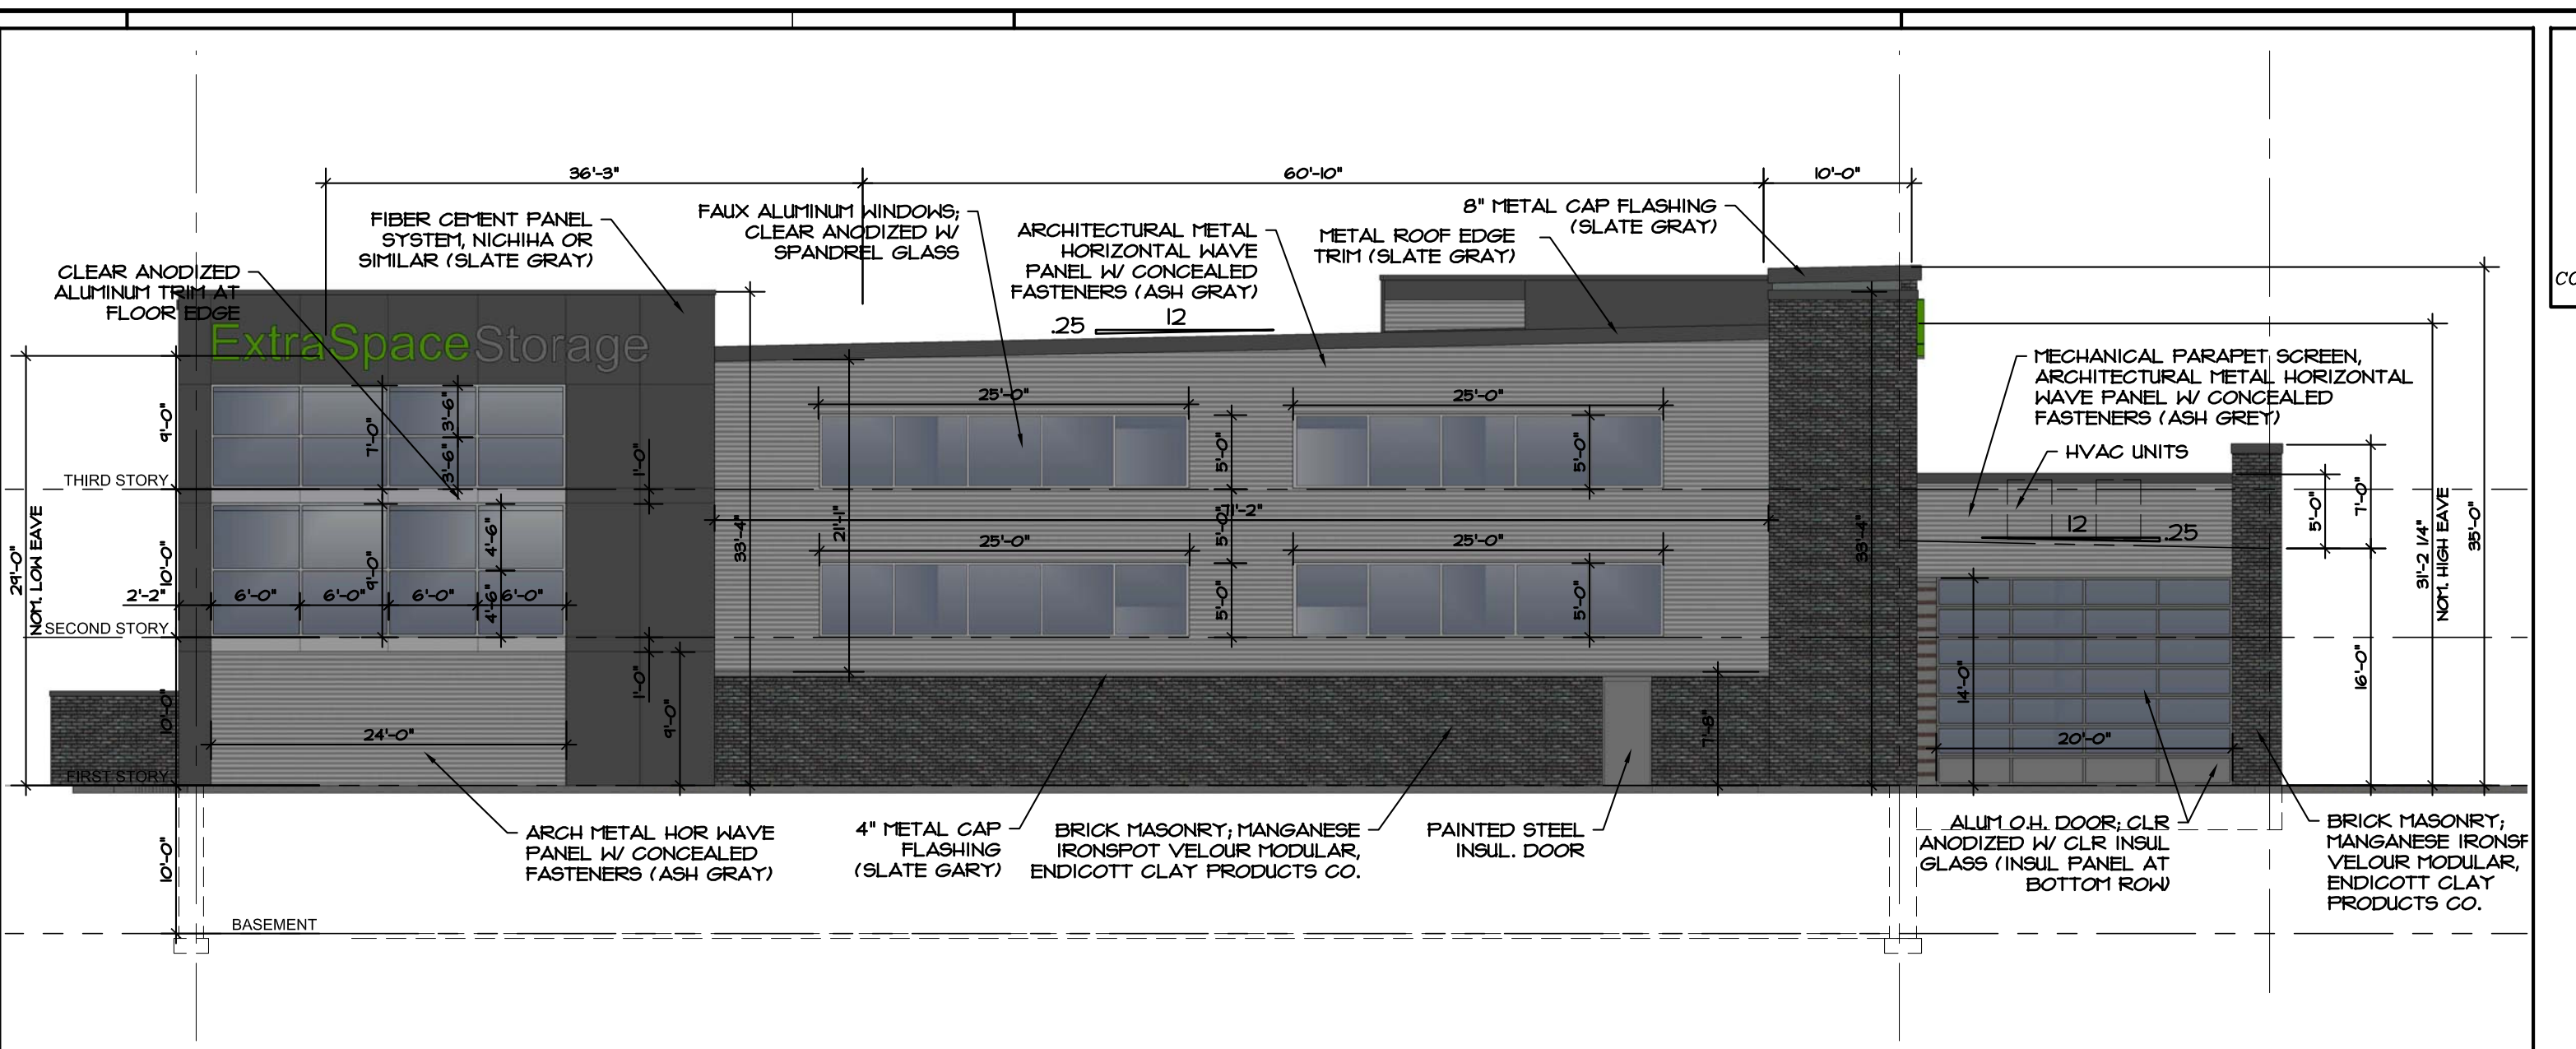 36'-3"
60'-10"
10'-0"
FIBER CEMENT PANEL
SYSTEM, NICHIHA OR
SIMILAR (SLATE GRAY)
FAUX ALUMINUM WINDOWS;
CLEAR ANODIZED W/
SPANDREL GLASS
ARCHITECTURAL METAL
HORIZONTAL WAVE
PANEL W/ CONCEALED
FASTENERS (ASH GRAY)
METAL ROOF EDGE
TRIM (SLATE GRAY)
8" METAL CAP FLASHING
(SLATE GRAY)
CLEAR ANODIZED
ALUMINUM TRIM AT
FLOOR EDGE
CO
.25
12
ExtraSpaceStorage
MECHANICAL PARAPET SCREEN,
ARCHITECTURAL METAL HORIZONTAL
WAVE PANEL W/ CONCEALED
FASTENERS (ASH GREY)
HVAC UNITS
12
.25
25'-0"
25'-0"
25'-0"
25'-0"
5'-0"
5'-0"
5'-0"
5'-0"
5'-0"
21'-1"
33'-4"
33'-4"
9'-0"
7'-0"
3'-6"
3'-6"
1'-0"
THIRD STORY
29'-0"
NOM. LOW EAVE
10'-0"
9'-0"
4'-6"
4'-6"
2'-2"
6'-0"
6'-0"
6'-0"
6'-0"
SECOND STORY
1'-0"
9'-0"
10'-0"
24'-0"
FIRST STORY
7'-8"
14'-0"
20'-0"
5'-0"
7'-0"
16'-0"
31'-2 1/4"
NOM. HIGH EAVE
35'-0"
ARCH METAL HOR WAVE
PANEL W/ CONCEALED
FASTENERS (ASH GRAY)
4" METAL CAP
FLASHING
(SLATE GARY)
BRICK MASONRY; MANGANESE
IRONSPOT VELOUR MODULAR,
ENDICOTT CLAY PRODUCTS CO.
PAINTED STEEL
INSUL. DOOR
ALUM O.H. DOOR; CLR
ANODIZED W/ CLR INSUL
GLASS (INSUL PANEL AT
BOTTOM ROW)
BRICK MASONRY;
MANGANESE IRONSP
VELOUR MODULAR,
ENDICOTT CLAY
PRODUCTS CO.
10'-0"
BASEMENT